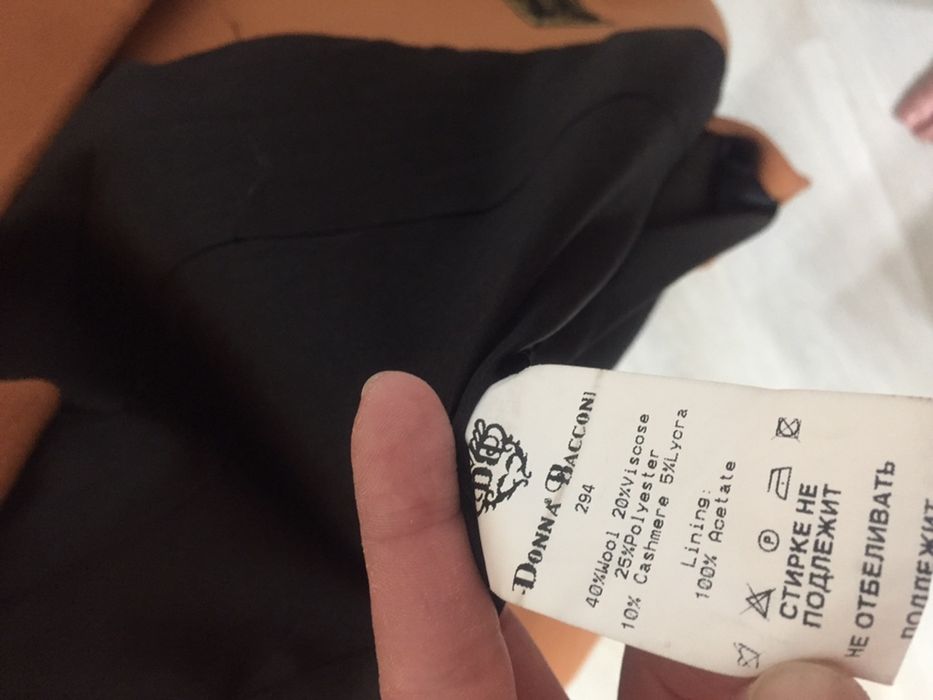 DONNA BACCONI
294
40%Wool 20%Viscose
25%Polyester
10% Cashmere 5%Lycra
Lining:
100% Acetate
P
СТИРКЕ НЕ
ПОДЛЕЖИТ
НЕ ОТБЕЛИВАТЬ
ПОДЛЕЖИТ